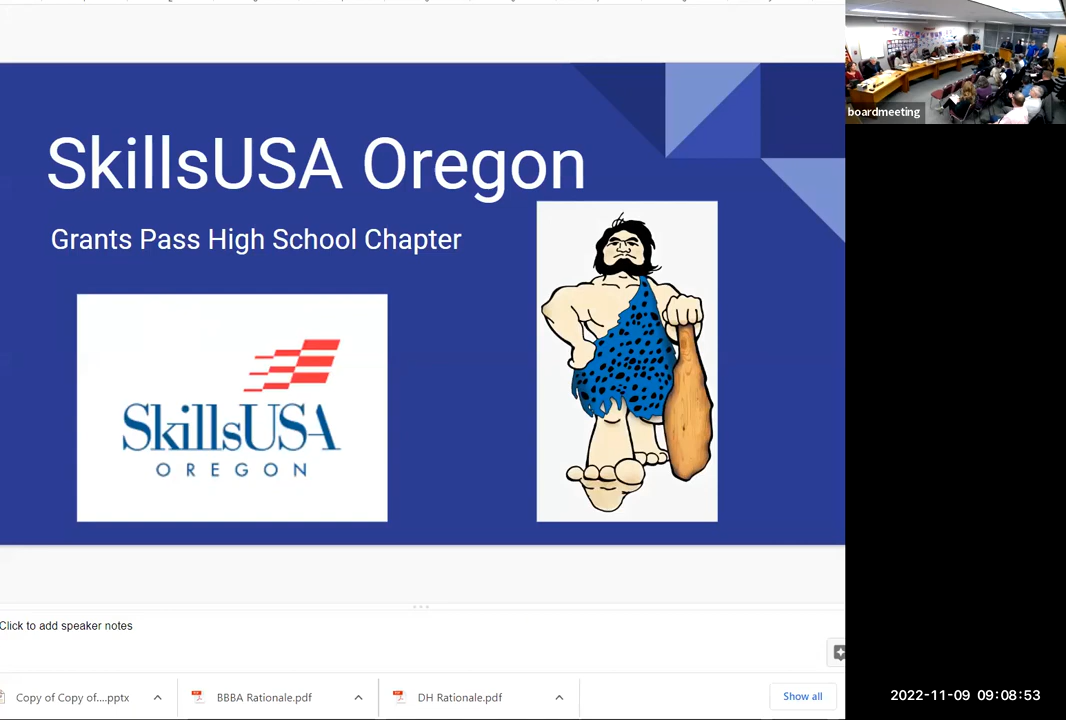 SkillsUSA Oregon
Grants Pass High School Chapter
SkillsUSA
OREGON
boardmeeting
Click to add speaker notes
Copy of Copy of....pptx
BBBA Rationale.pdf
DH Rationale.pdf
Show all
2022-11-09 09:08:53